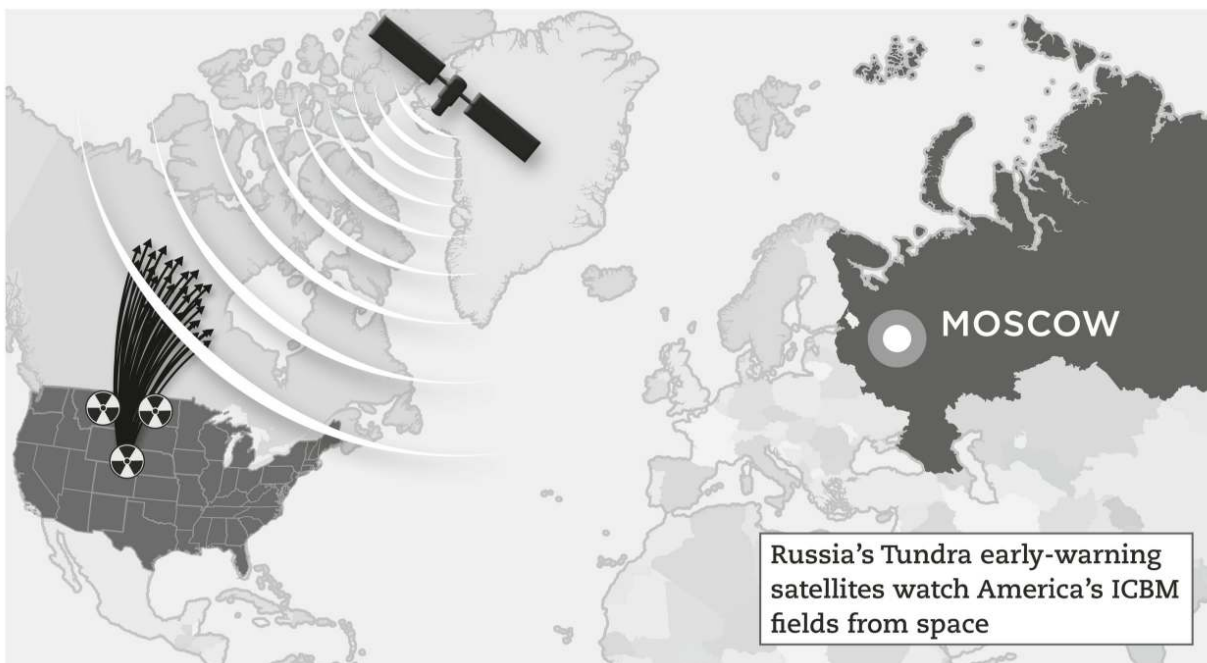 MOSCOW
Russia’s Tundra early-warning
satellites watch America’s ICBM
fields from space